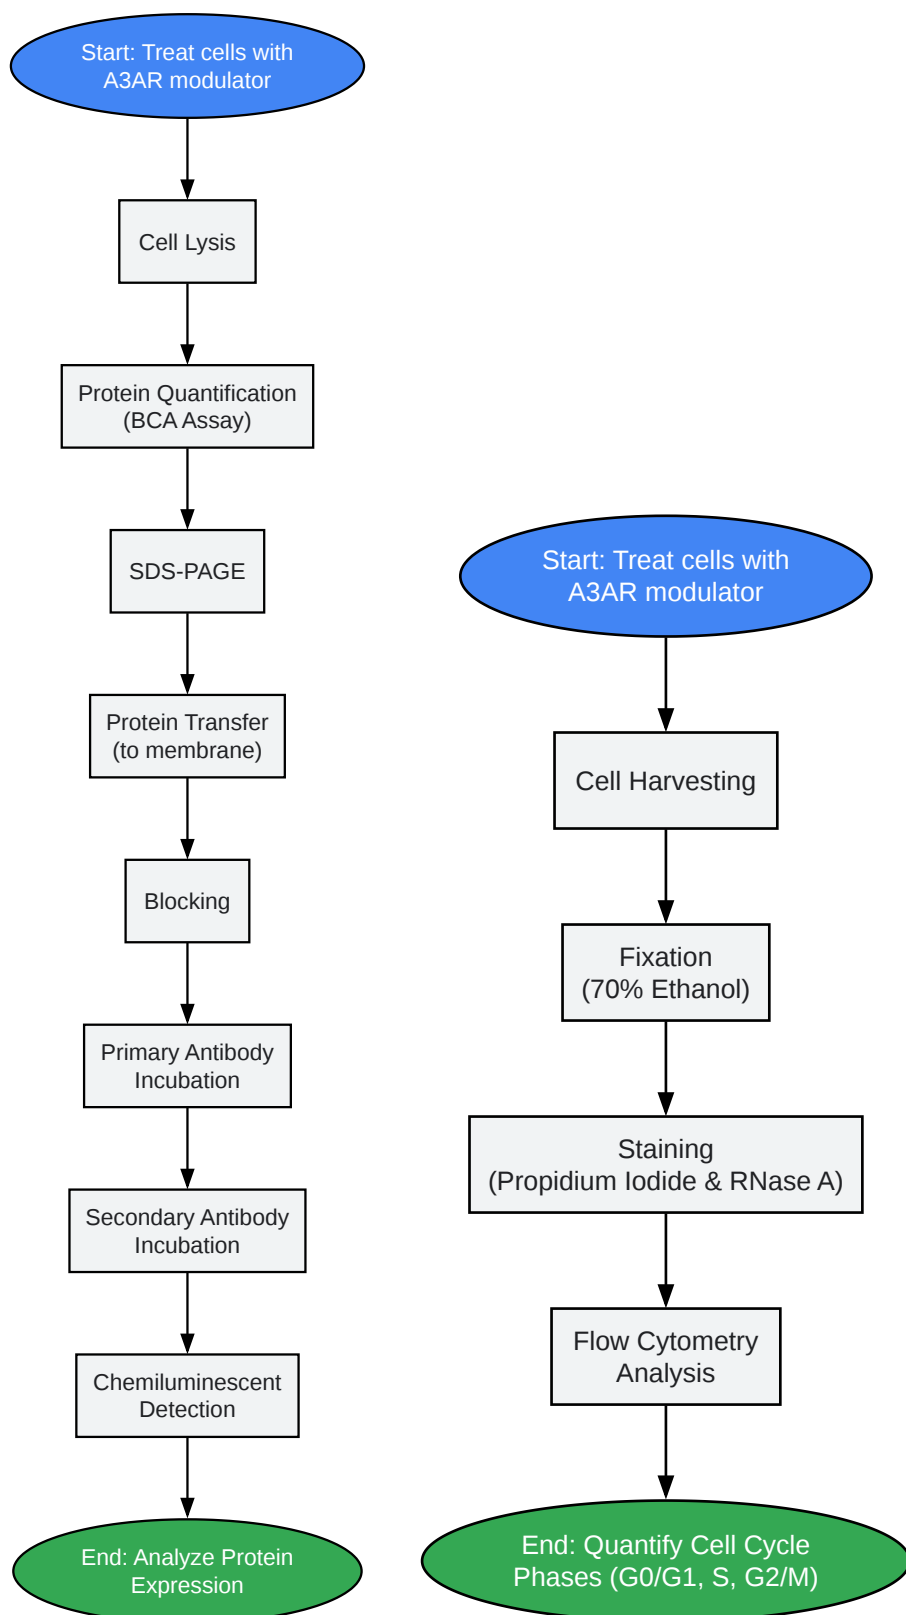 Start: Treat cells with
A3AR modulator
Cell Lysis
Protein Quantification
(BCA Assay)
SDS-PAGE
Protein Transfer
(to membrane)
Blocking
Primary Antibody
Incubation
Secondary Antibody
Incubation
Chemiluminescent
Detection
End: Analyze Protein
Expression
Start: Treat cells with
A3AR modulator
Cell Harvesting
Fixation
(70% Ethanol)
Staining
(Propidium Iodide & RNase A)
Flow Cytometry
Analysis
End: Quantify Cell Cycle
Phases (G0/G1, S, G2/M)